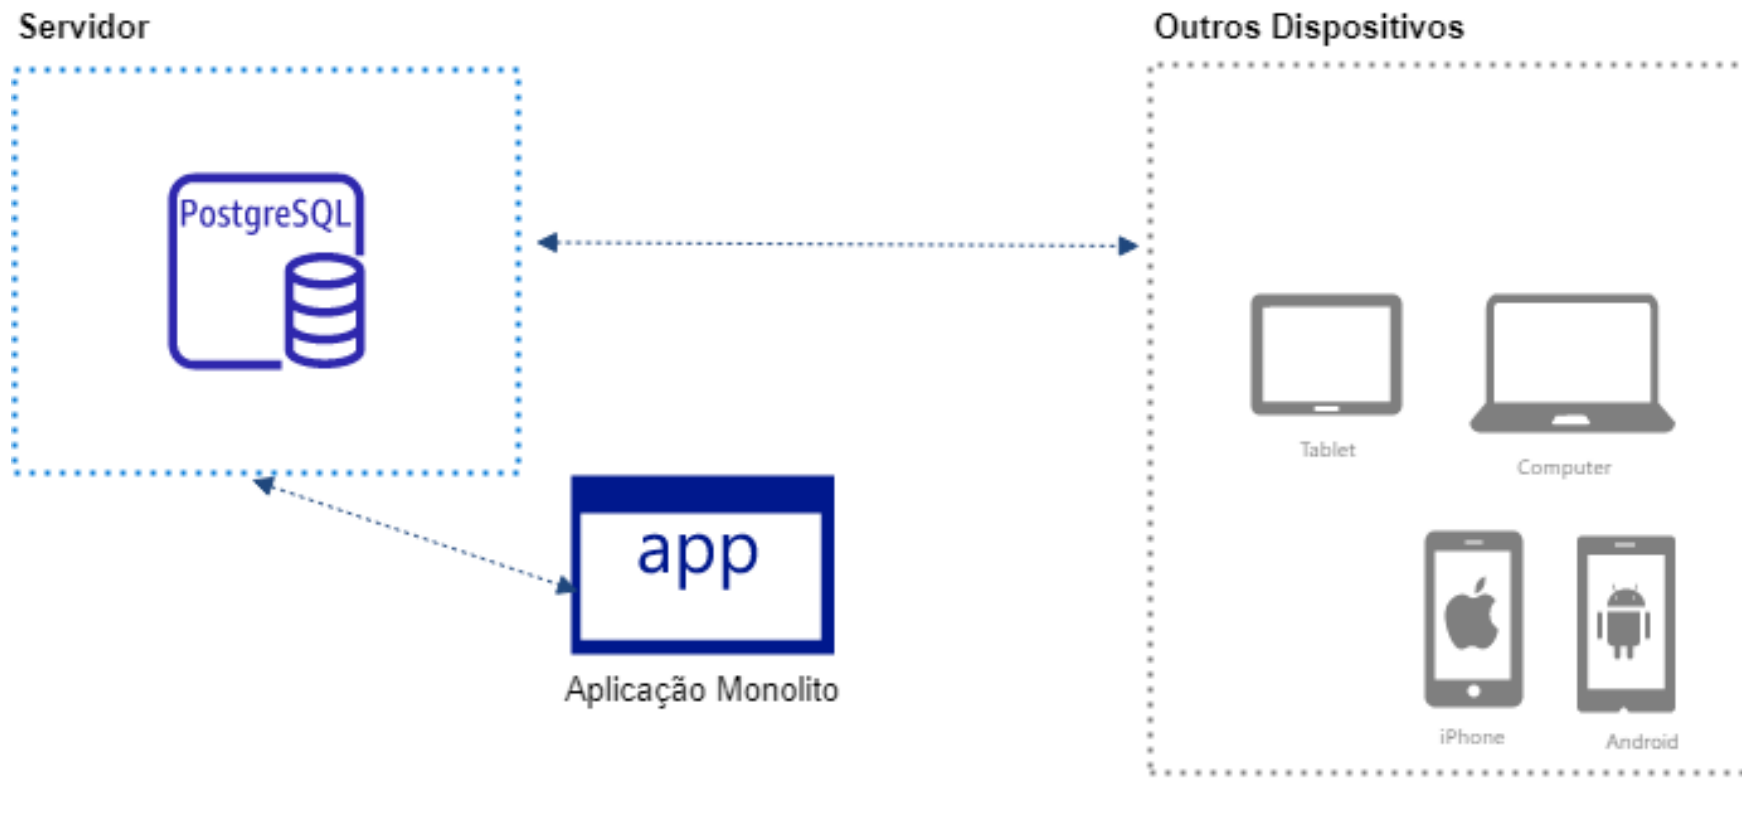 Servidor
Outros Dispositivos
PostgreSQL
Tablet
Computer
app
Aplicação Monolito
iPhone
Android